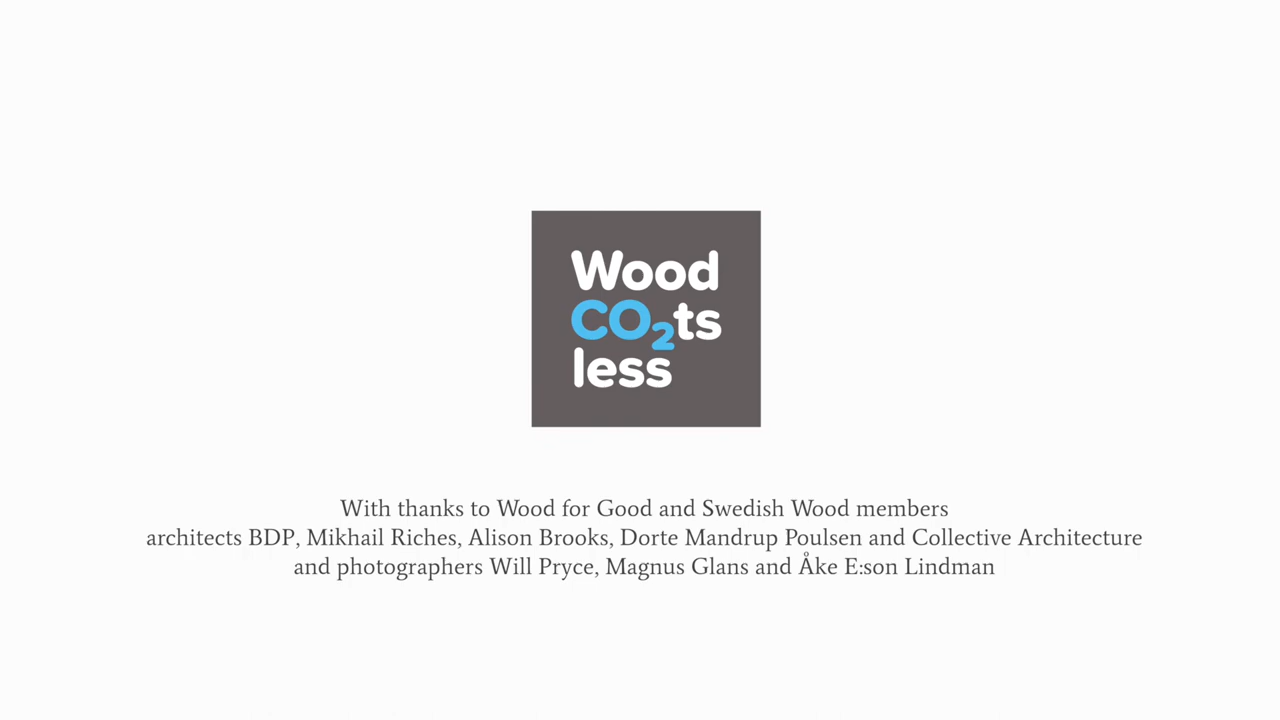 Wood
CO₂ts
less
With thanks to Wood for Good and Swedish Wood members
architects BDP, Mikhail Riches, Alison Brooks, Dorte Mandrup Poulsen and Collective Architecture
and photographers Will Pryce, Magnus Glans and Åke E:son Lindman